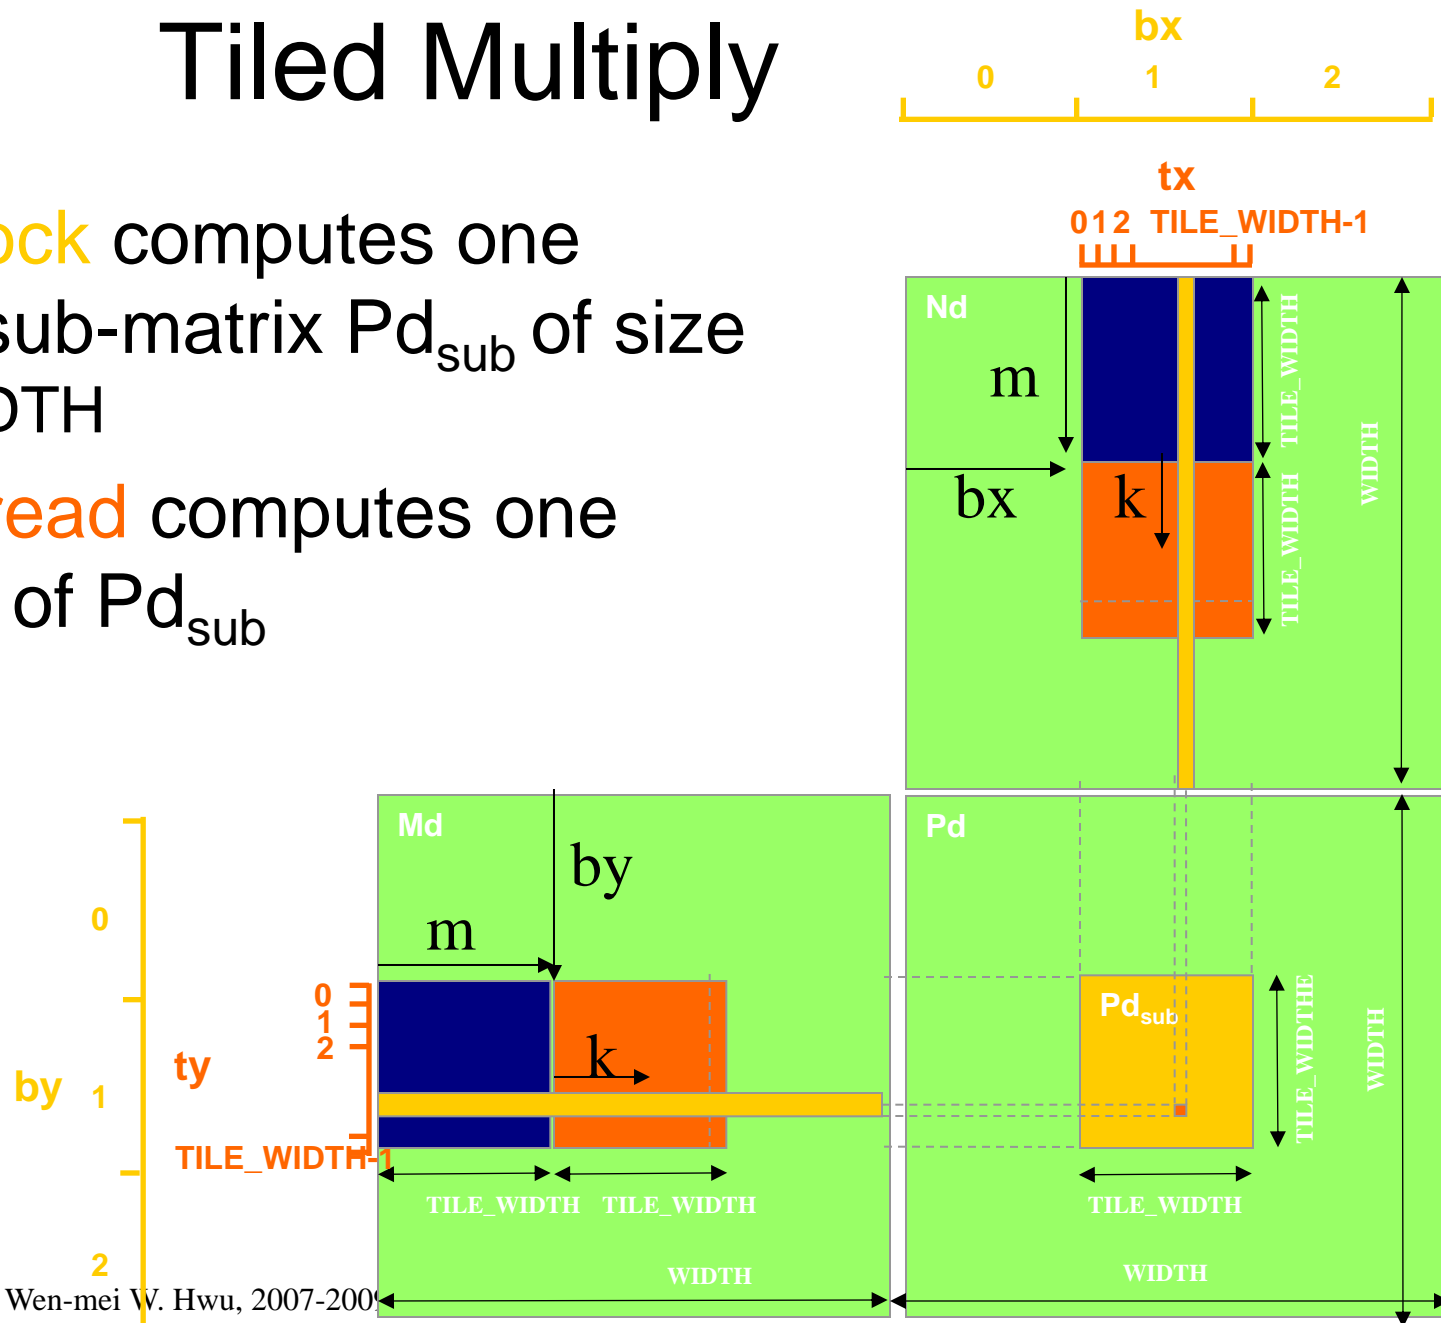 Tiled Multiply
bx
0 1 2
tx
0 1 2 TILE_WIDTH-1
ock computes one
sub-matrix Pdsub of size
DTH
read computes one
of Pdsub
Nd
m
bx
k
TILE_WIDTH
TILE_WIDTH
WIDTH
Md
by
m
k
Pd
Pdsub
TILE_WIDTHE
WIDTH
by
0
1
2
ty
0
1
2
TILE_WIDTH-1
TILE_WIDTH TILE_WIDTH
TILE_WIDTH
WIDTH
WIDTH
Wen-mei W. Hwu, 2007-2009